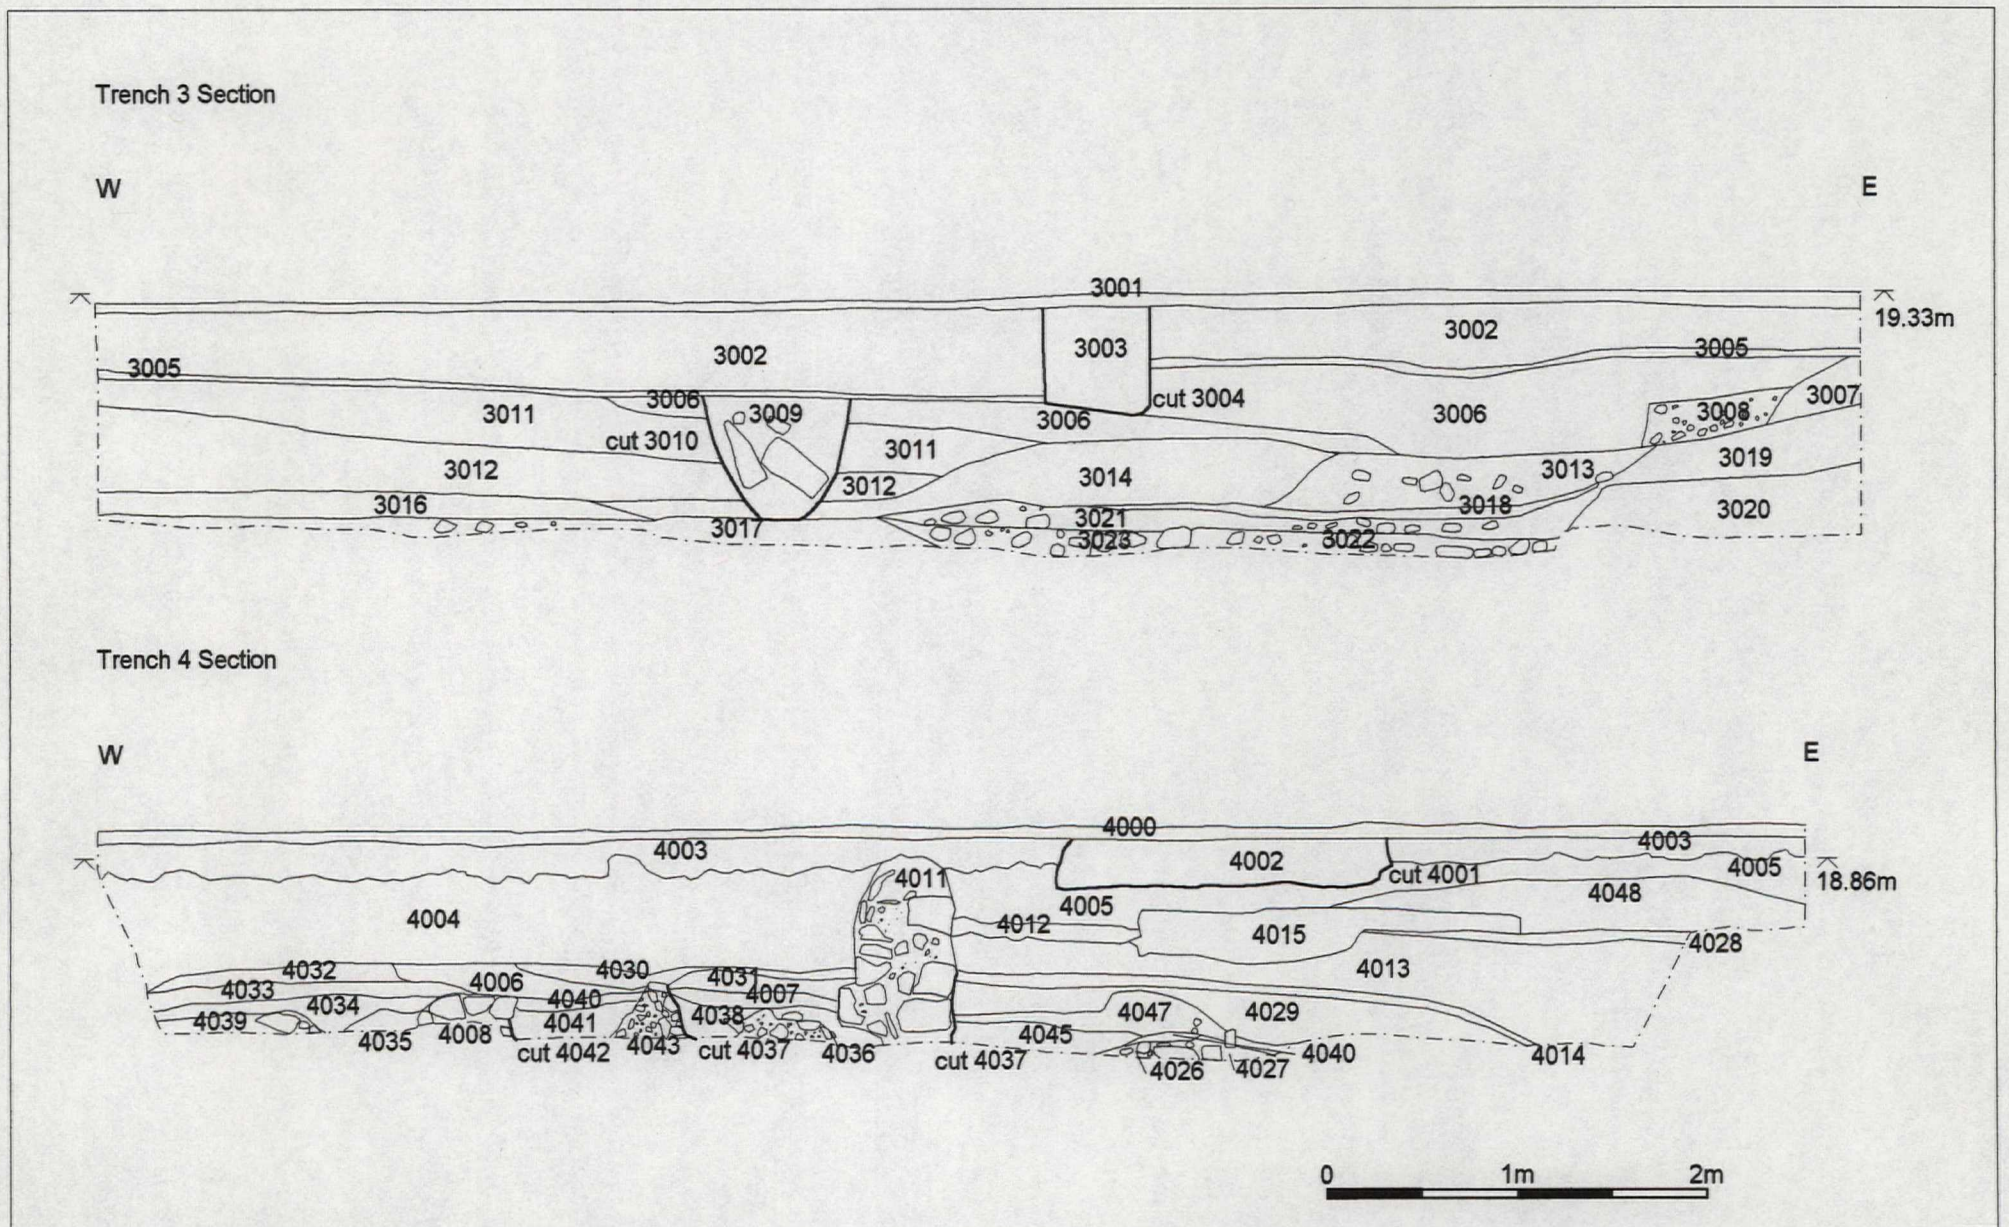 Trench 3 Section
W E
3001
19.33m
3002 3003 3002
3005 3005
3006 3009 cut 3004 3007
3011 3006 3006 3008
cut 3010 3011
3012 3012 3014 3013 3019
3016 3018 3020
3017 3021
3023 3022
Trench 4 Section
W E
4000
4003 4003
4011 4002 cut 4001 4005
18.86m
4005 4048
4004 4012 4015
4028
4032 4030 4031 4013
4033 4006 4007
4034 4040 4038 4047 4029
4039 4041 4045
4035 4008 cut 4042 4043 cut 4037 4036 cut 4037 4040 4014
4026 4027
0 1m 2m